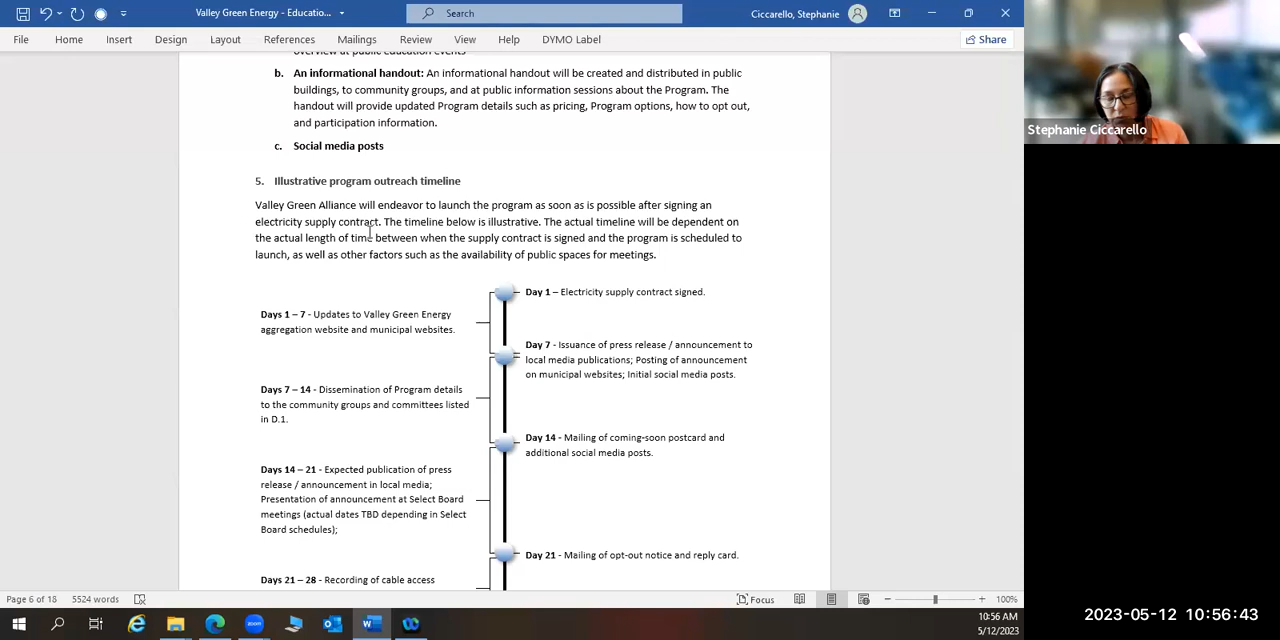 Valley Green Energy - Educatio...
Search
Ciccarello, Stephanie
File Home Insert Design Layout References Mailings Review View Help DYMO Label Share
overview at public education events
b. An informational handout: An informational handout will be created and distributed in public
buildings, to community groups, and at public information sessions about the Program. The
handout will provide updated Program details such as pricing, Program options, how to opt out,
and participation information.
c. Social media posts
5. Illustrative program outreach timeline
Valley Green Alliance will endeavor to launch the program as soon as is possible after signing an
electricity supply contract. The timeline below is illustrative. The actual timeline will be dependent on
the actual length of time between when the supply contract is signed and the program is scheduled to
launch, as well as other factors such as the availability of public spaces for meetings.
Day 1 – Electricity supply contract signed.
Days 1 – 7 - Updates to Valley Green Energy
aggregation website and municipal websites.
Day 7 - Issuance of press release / announcement to
local media publications; Posting of announcement
on municipal websites; Initial social media posts.
Days 7 – 14 - Dissemination of Program details
to the community groups and committees listed
in D.1.
Day 14 - Mailing of coming-soon postcard and
additional social media posts.
Days 14 – 21 - Expected publication of press
release / announcement in local media;
Presentation of announcement at Select Board
meetings (actual dates TBD depending in Select
Board schedules);
Day 21 - Mailing of opt-out notice and reply card.
Days 21 – 28 - Recording of cable access
Page 6 of 18 5524 words Focus 100%
zoom
10:56 AM
5/12/2023
Stephanie Ciccarello
2023-05-12 10:56:43